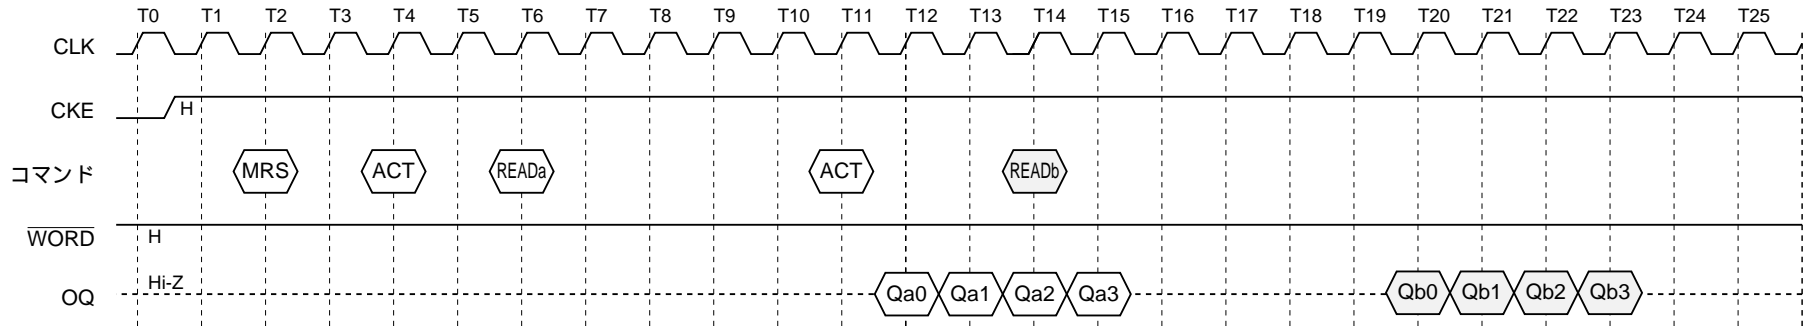 T0 T1 T2 T3 T4 T5 T6 T7 T8 T9 T10 T11 T12 T13 T14 T15 T16 T17 T18 T19 T20 T21 T22 T23 T24 T25
CLK
CKE H
コマンド MRS ACT READa ACT READb
WORD H
OQ Hi-Z Qa0 Qa1 Qa2 Qa3 Qb0 Qb1 Qb2 Qb3